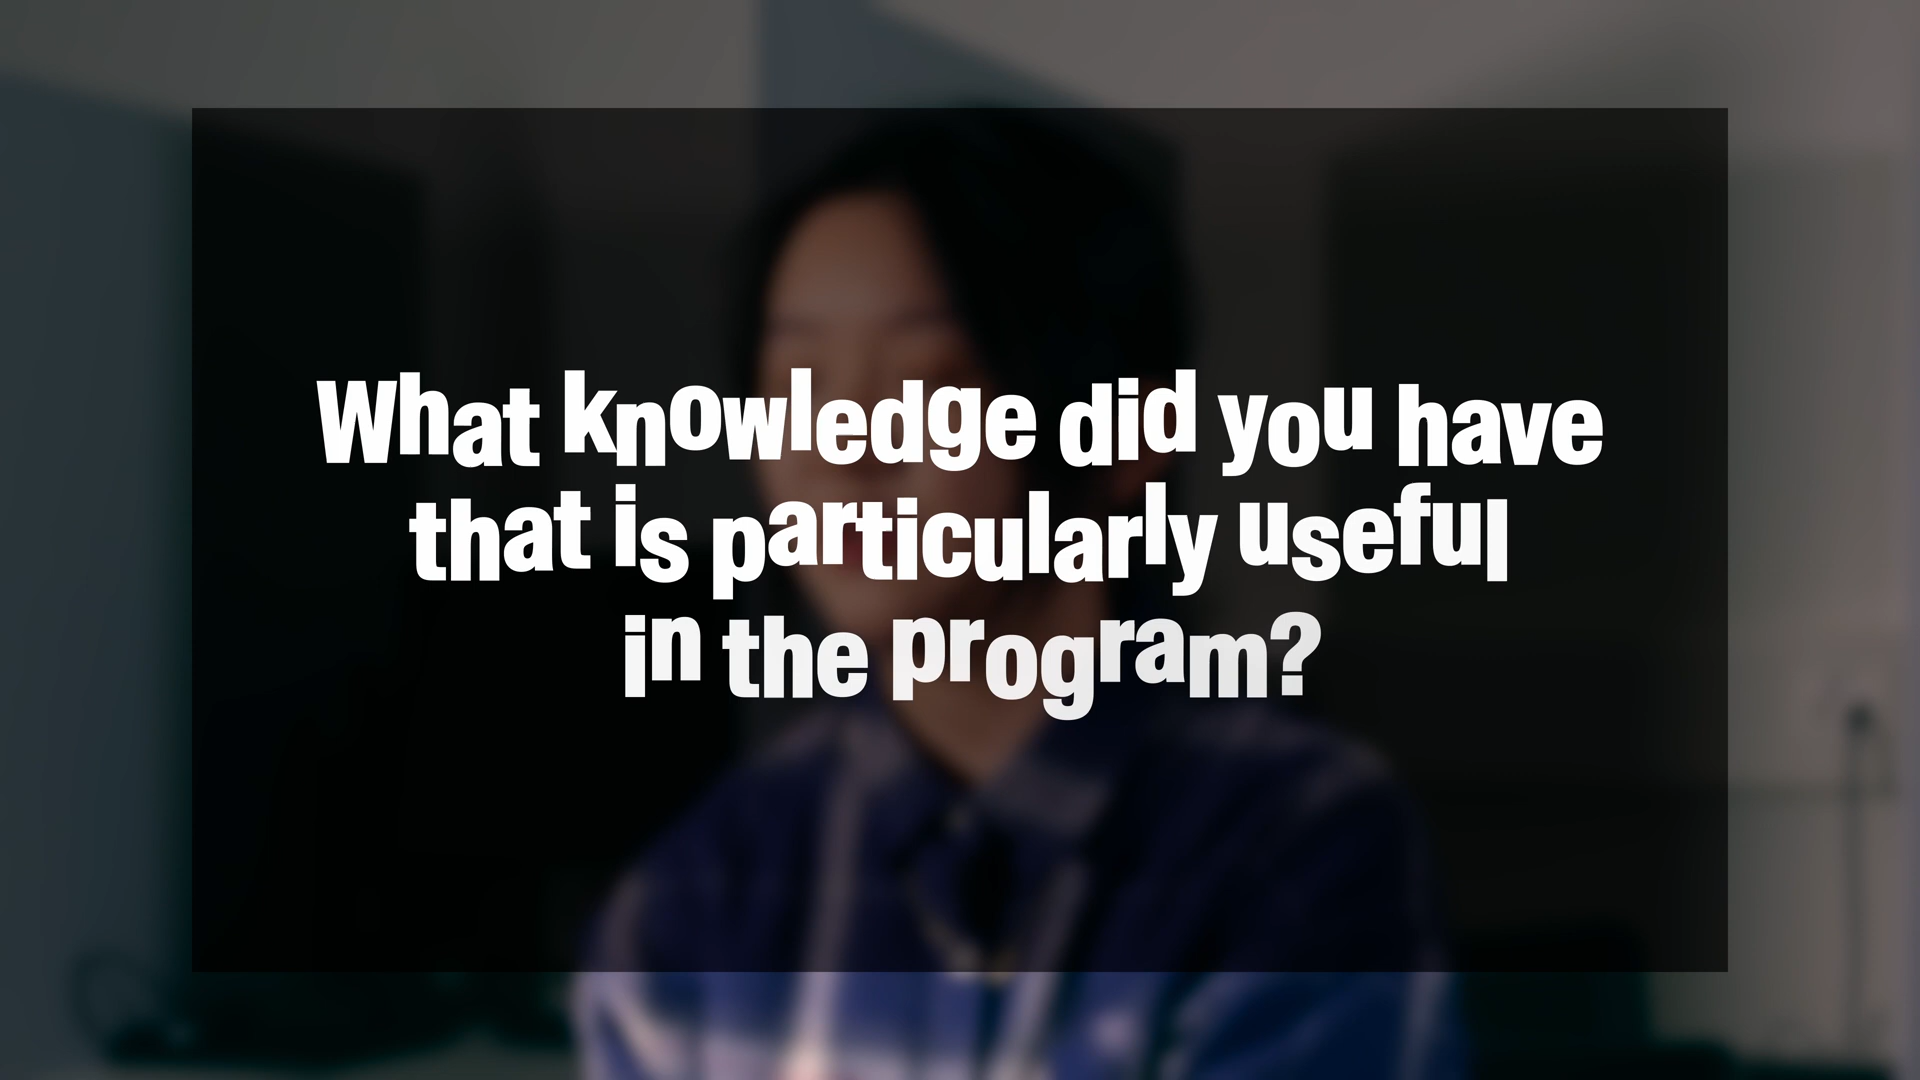 What knowledge did you have
that is particularly useful
in the program?